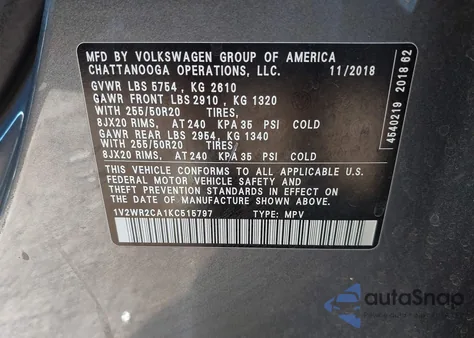 MFD BY VOLKSWAGEN GROUP OF AMERICA
CHATTANOOGA OPERATIONS, LLC. 11/2018
GVWR LBS 5754 , KG 2610
GAWR FRONT LBS 2910 , KG 1320
WITH 255/50R20 TIRES,
8JX20 RIMS, AT 240 KPA 35 PSI COLD
GAWR REAR LBS 2954, KG 1340
WITH 255/50R20 TIRES,
8JX20 RIMS, AT 240 KPA 35 PSI COLD
THIS VEHICLE CONFORMS TO ALL APPLICABLE U.S.
FEDERAL MOTOR VEHICLE SAFETY AND
THEFT PREVENTION STANDARDS IN EFFECT ON
THE DATE OF MANUFACTURE SHOWN ABOVE.
1V2WR2CA1KC515797 TYPE: MPV
4640219 2018 62
autoSnap